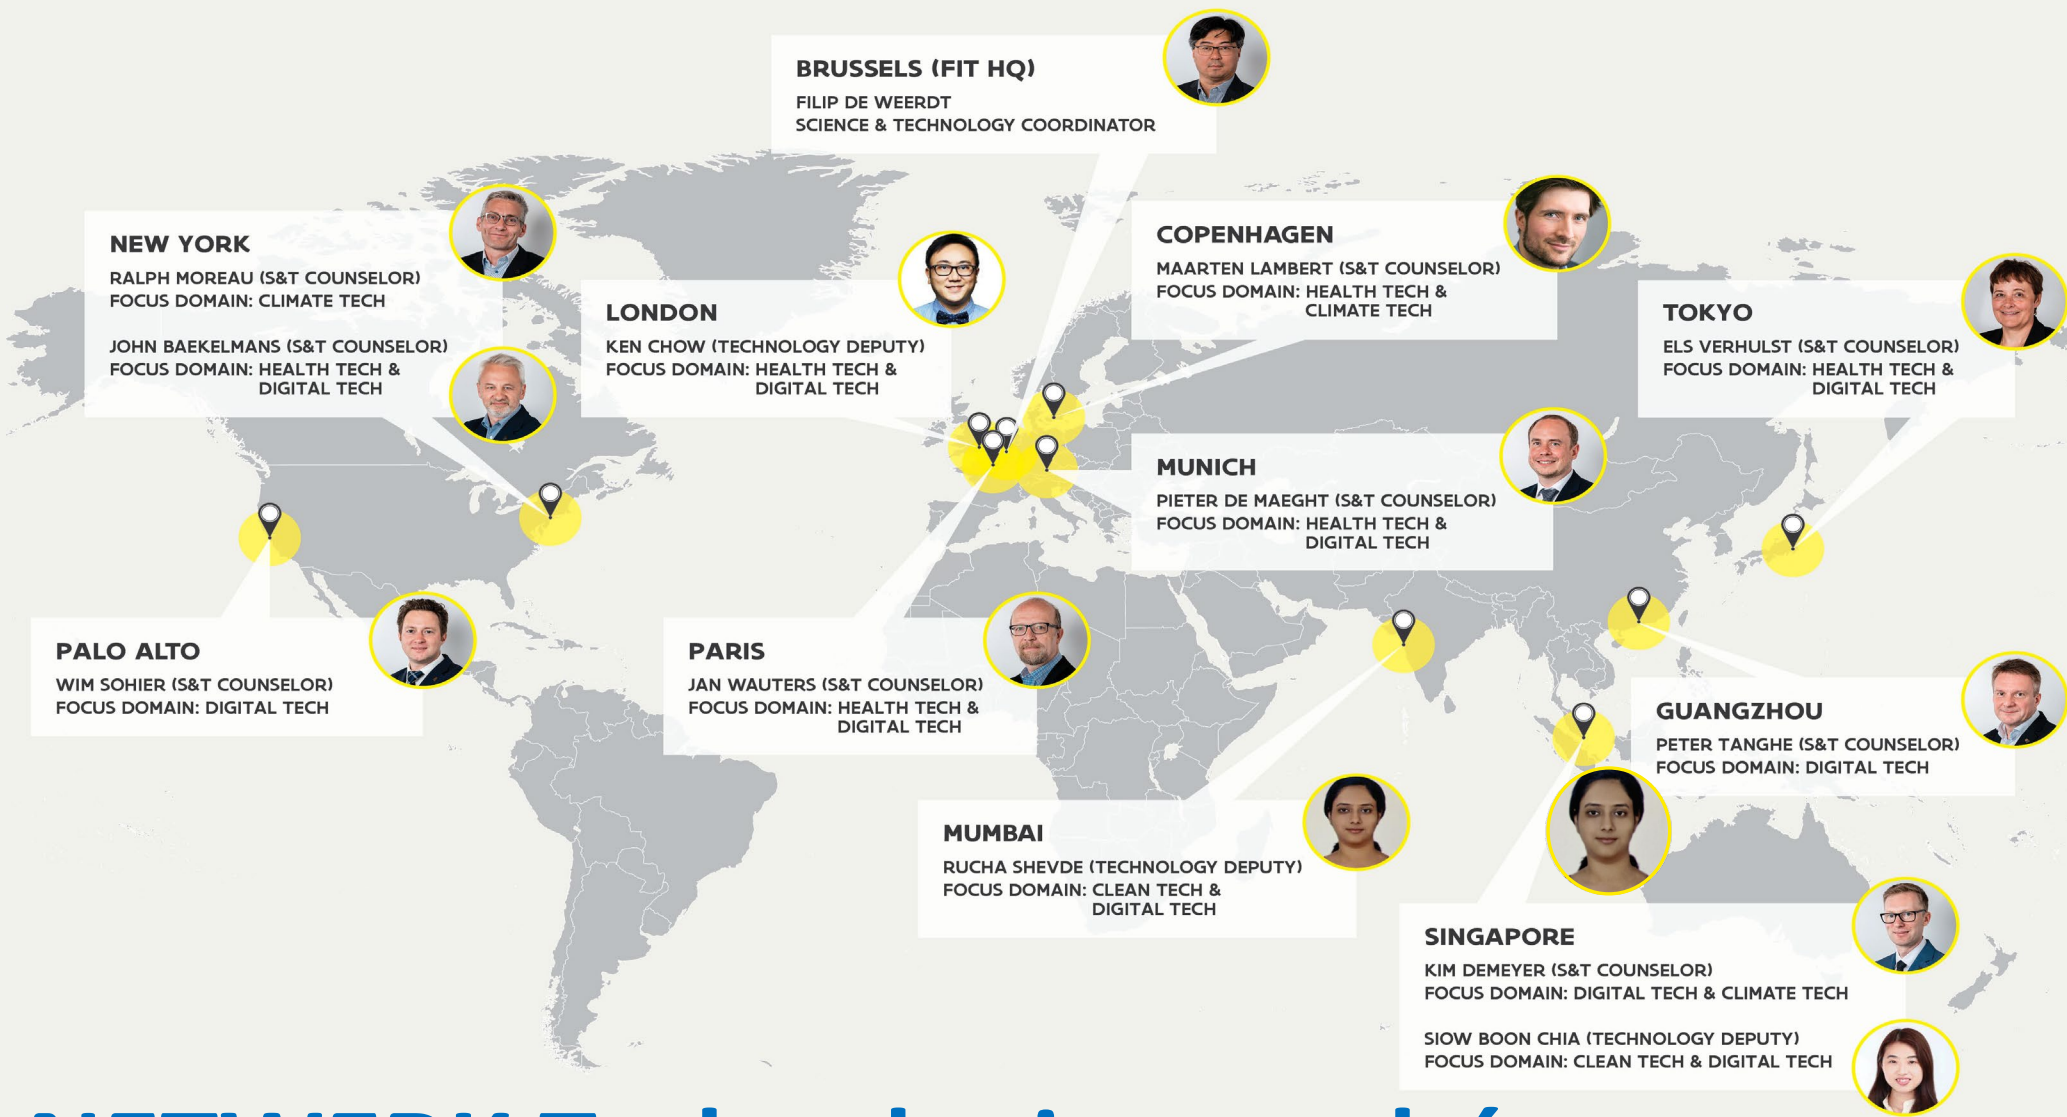 BRUSSELS (FIT HQ)
FILIP DE WEERDT
SCIENCE & TECHNOLOGY COORDINATOR
NEW YORK
RALPH MOREAU (S&T COUNSELOR)
FOCUS DOMAIN: CLIMATE TECH
JOHN BAEKELMANS (S&T COUNSELOR)
FOCUS DOMAIN: HEALTH TECH &
DIGITAL TECH
LONDON
KEN CHOW (TECHNOLOGY DEPUTY)
FOCUS DOMAIN: HEALTH TECH &
DIGITAL TECH
COPENHAGEN
MAARTEN LAMBERT (S&T COUNSELOR)
FOCUS DOMAIN: HEALTH TECH &
CLIMATE TECH
TOKYO
ELS VERHULST (S&T COUNSELOR)
FOCUS DOMAIN: HEALTH TECH &
DIGITAL TECH
MUNICH
PIETER DE MAEGHT (S&T COUNSELOR)
FOCUS DOMAIN: HEALTH TECH &
DIGITAL TECH
PALO ALTO
WIM SOHIER (S&T COUNSELOR)
FOCUS DOMAIN: DIGITAL TECH
PARIS
JAN WAUTERS (S&T COUNSELOR)
FOCUS DOMAIN: HEALTH TECH &
DIGITAL TECH
GUANGZHOU
PETER TANGHE (S&T COUNSELOR)
FOCUS DOMAIN: DIGITAL TECH
MUMBAI
RUCHA SHEVDE (TECHNOLOGY DEPUTY)
FOCUS DOMAIN: CLEAN TECH &
DIGITAL TECH
SINGAPORE
KIM DEMEYER (S&T COUNSELOR)
FOCUS DOMAIN: DIGITAL TECH & CLIMATE TECH
SIOW BOON CHIA (TECHNOLOGY DEPUTY)
FOCUS DOMAIN: CLEAN TECH & DIGITAL TECH